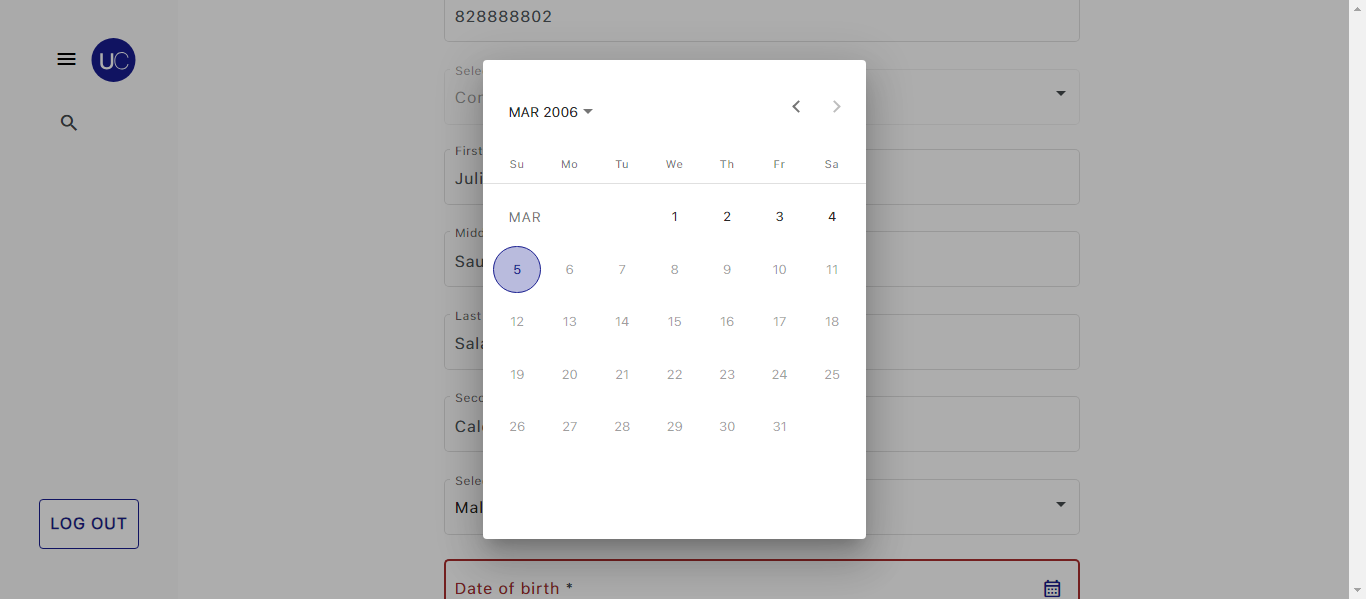 828888802
UC
Sele
Con
MAR 2006
Su Mo Tu We Th Fr Sa
First
Juli
MAR 1 2 3 4
Midd
Sau
5 6 7 8 9 10 11
12 13 14 15 16 17 18
Last
Sala
19 20 21 22 23 24 25
Seco
Cale
26 27 28 29 30 31
Sele
Mal
LOG OUT
Date of birth *